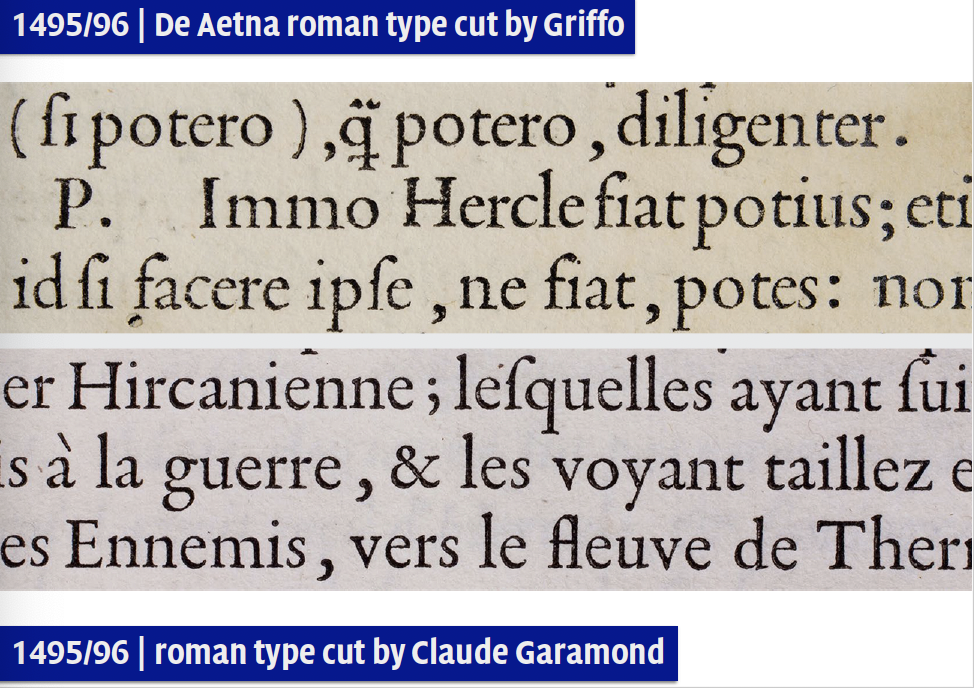 1495/96 | De Aetna roman type cut by Griffo
( ſi potero ) ,q̃̈ potero , diligenter .
P. Immo Hercle fiat potius; eti
id ſi facere ipſe , ne fiat , potes: non
er Hircanienne ; leſquelles ayant ſui
is à la guerre , & les voyant taillez e
es Ennemis , vers le fleuve de Ther
1495/96 | roman type cut by Claude Garamond